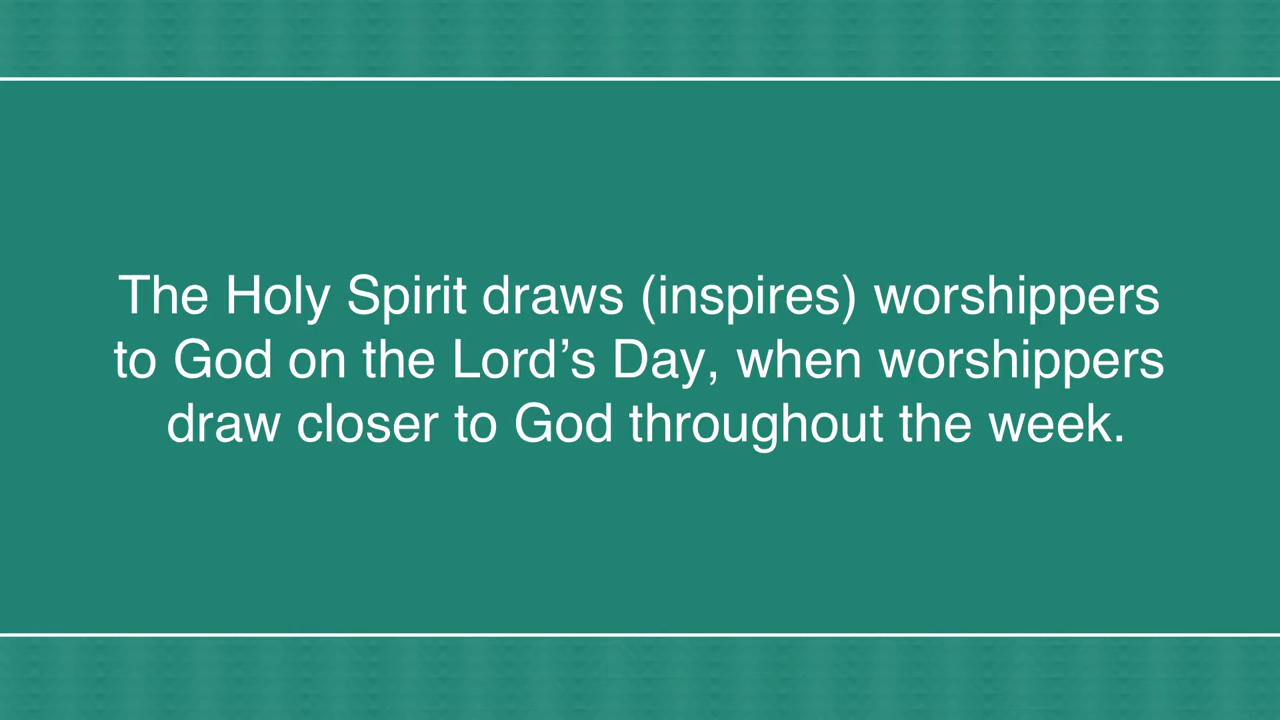 The Holy Spirit draws (inspires) worshippers
to God on the Lord’s Day, when worshippers
draw closer to God throughout the week.